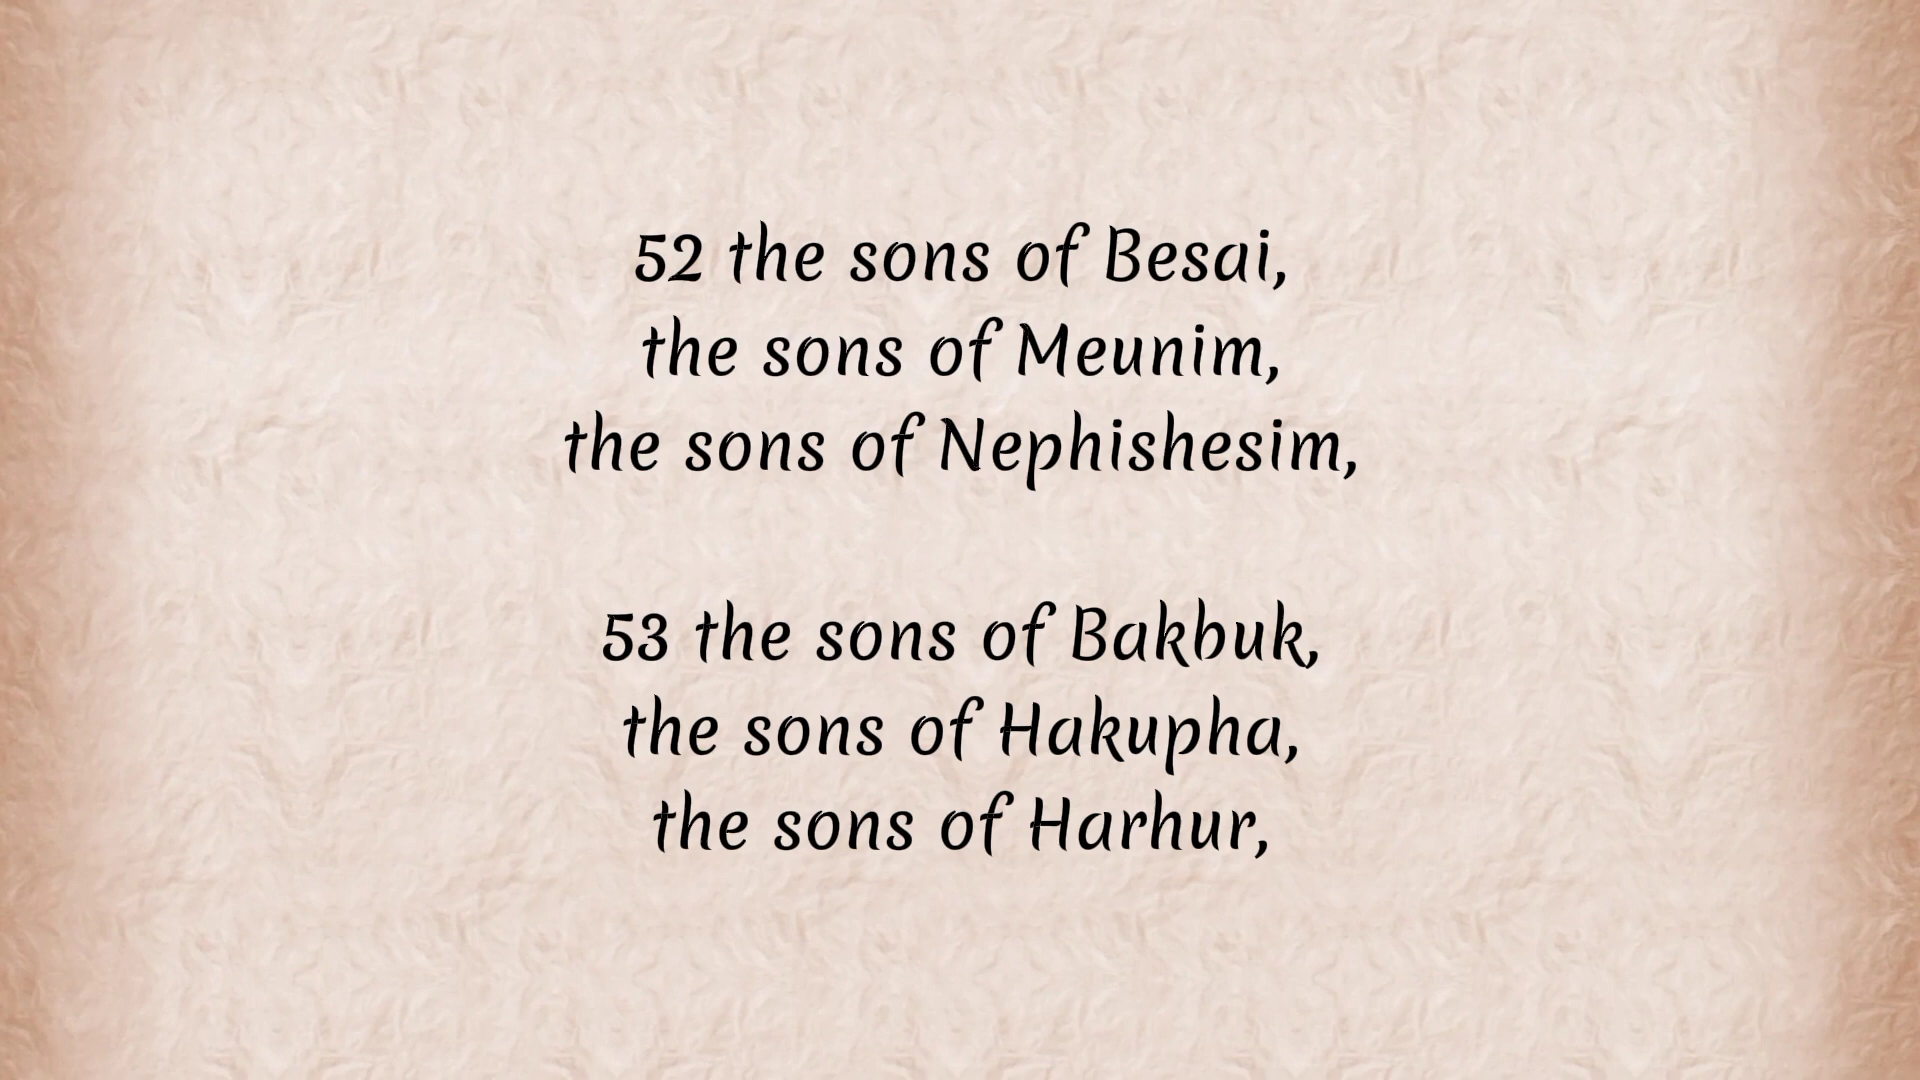 52 the sons of Besai,
the sons of Meunim,
the sons of Nephishesim,
53 the sons of Bakbuk,
the sons of Hakupha,
the sons of Harhur,